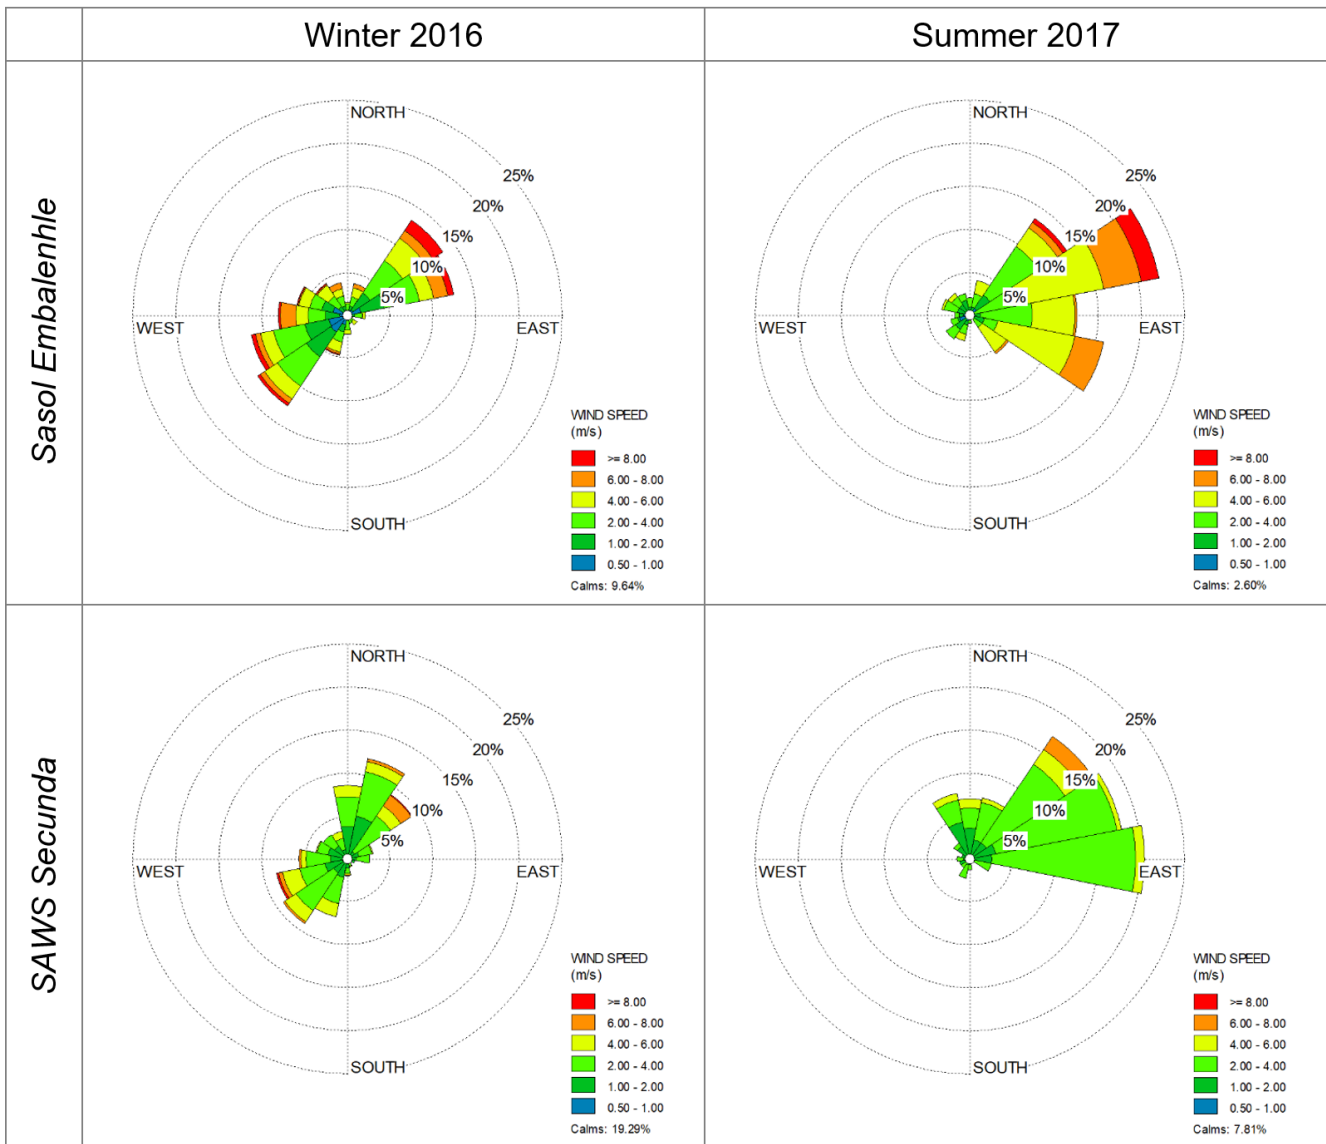 Winter 2016
Summer 2017
Sasol Embalenhle
NORTH
25%
20%
15%
10%
5%
WEST
EAST
SOUTH
WIND SPEED
(m/s)
>= 8.00
6.00 - 8.00
4.00 - 6.00
2.00 - 4.00
1.00 - 2.00
0.50 - 1.00
Calms: 9.64%
NORTH
25%
20%
15%
10%
5%
WEST
EAST
SOUTH
WIND SPEED
(m/s)
>= 8.00
6.00 - 8.00
4.00 - 6.00
2.00 - 4.00
1.00 - 2.00
0.50 - 1.00
Calms: 2.60%
SAWS Secunda
NORTH
25%
20%
15%
10%
5%
WEST
EAST
SOUTH
WIND SPEED
(m/s)
>= 8.00
6.00 - 8.00
4.00 - 6.00
2.00 - 4.00
1.00 - 2.00
0.50 - 1.00
Calms: 19.29%
NORTH
25%
20%
15%
10%
5%
WEST
EAST
SOUTH
WIND SPEED
(m/s)
>= 8.00
6.00 - 8.00
4.00 - 6.00
2.00 - 4.00
1.00 - 2.00
0.50 - 1.00
Calms: 7.81%